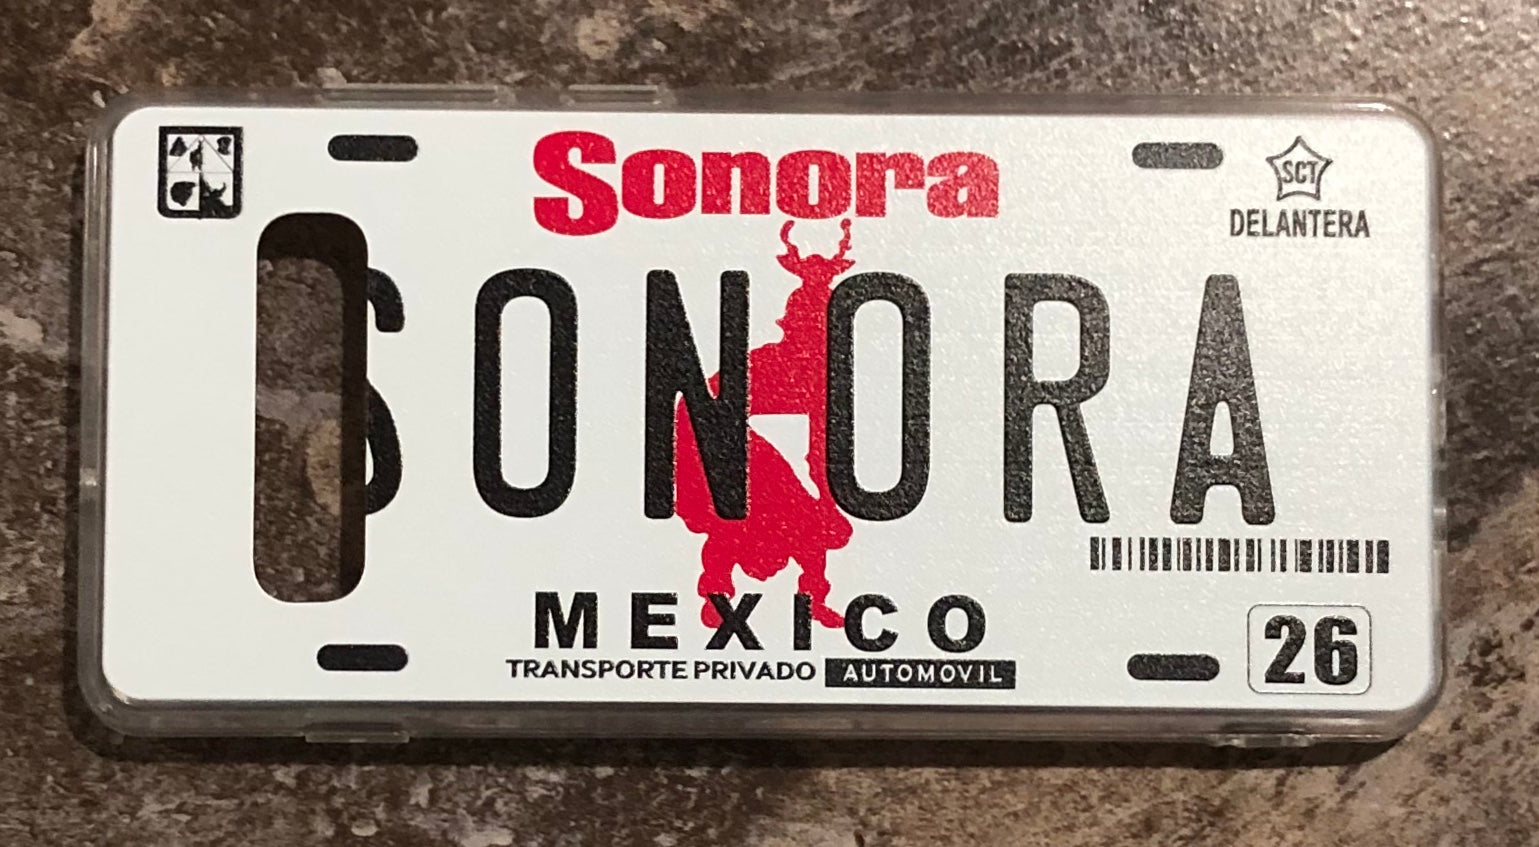 Sonora
SCT
DELANTERA
SONORA
MEXICO
TRANSPORTE PRIVADO AUTOMOVIL
26